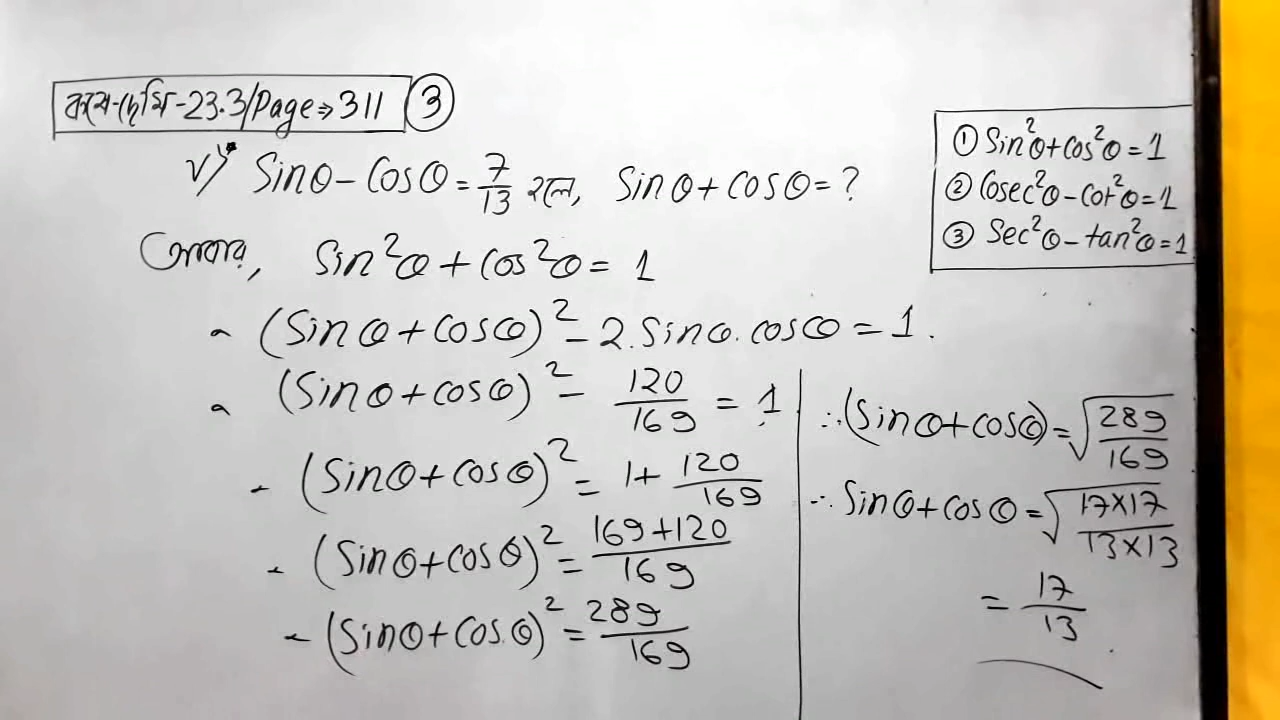 কষে দেখি-23.3/Page⇒311 ③
v) Sinθ - Cosθ = 7/13 হলে, Sinθ + cosθ = ?
① Sin²θ + cos²θ = 1
② Cosec²θ - cot²θ = 1
③ Sec²θ - tan²θ = 1
Sin²θ + Cos²θ = 1
(Sinθ + cosθ)² - 2.Sinθ.cosθ = 1.
(Sinθ + cosθ)² - 120/169 = 1
(Sinθ + cosθ)² = 1 + 120/169
(Sinθ + cosθ)² = 169+120/169
(Sinθ + cosθ)² = 289/169
∴ (Sinθ + cosθ) = √289/169
∴ Sinθ + cosθ = √17×17/13×13
= 17/13